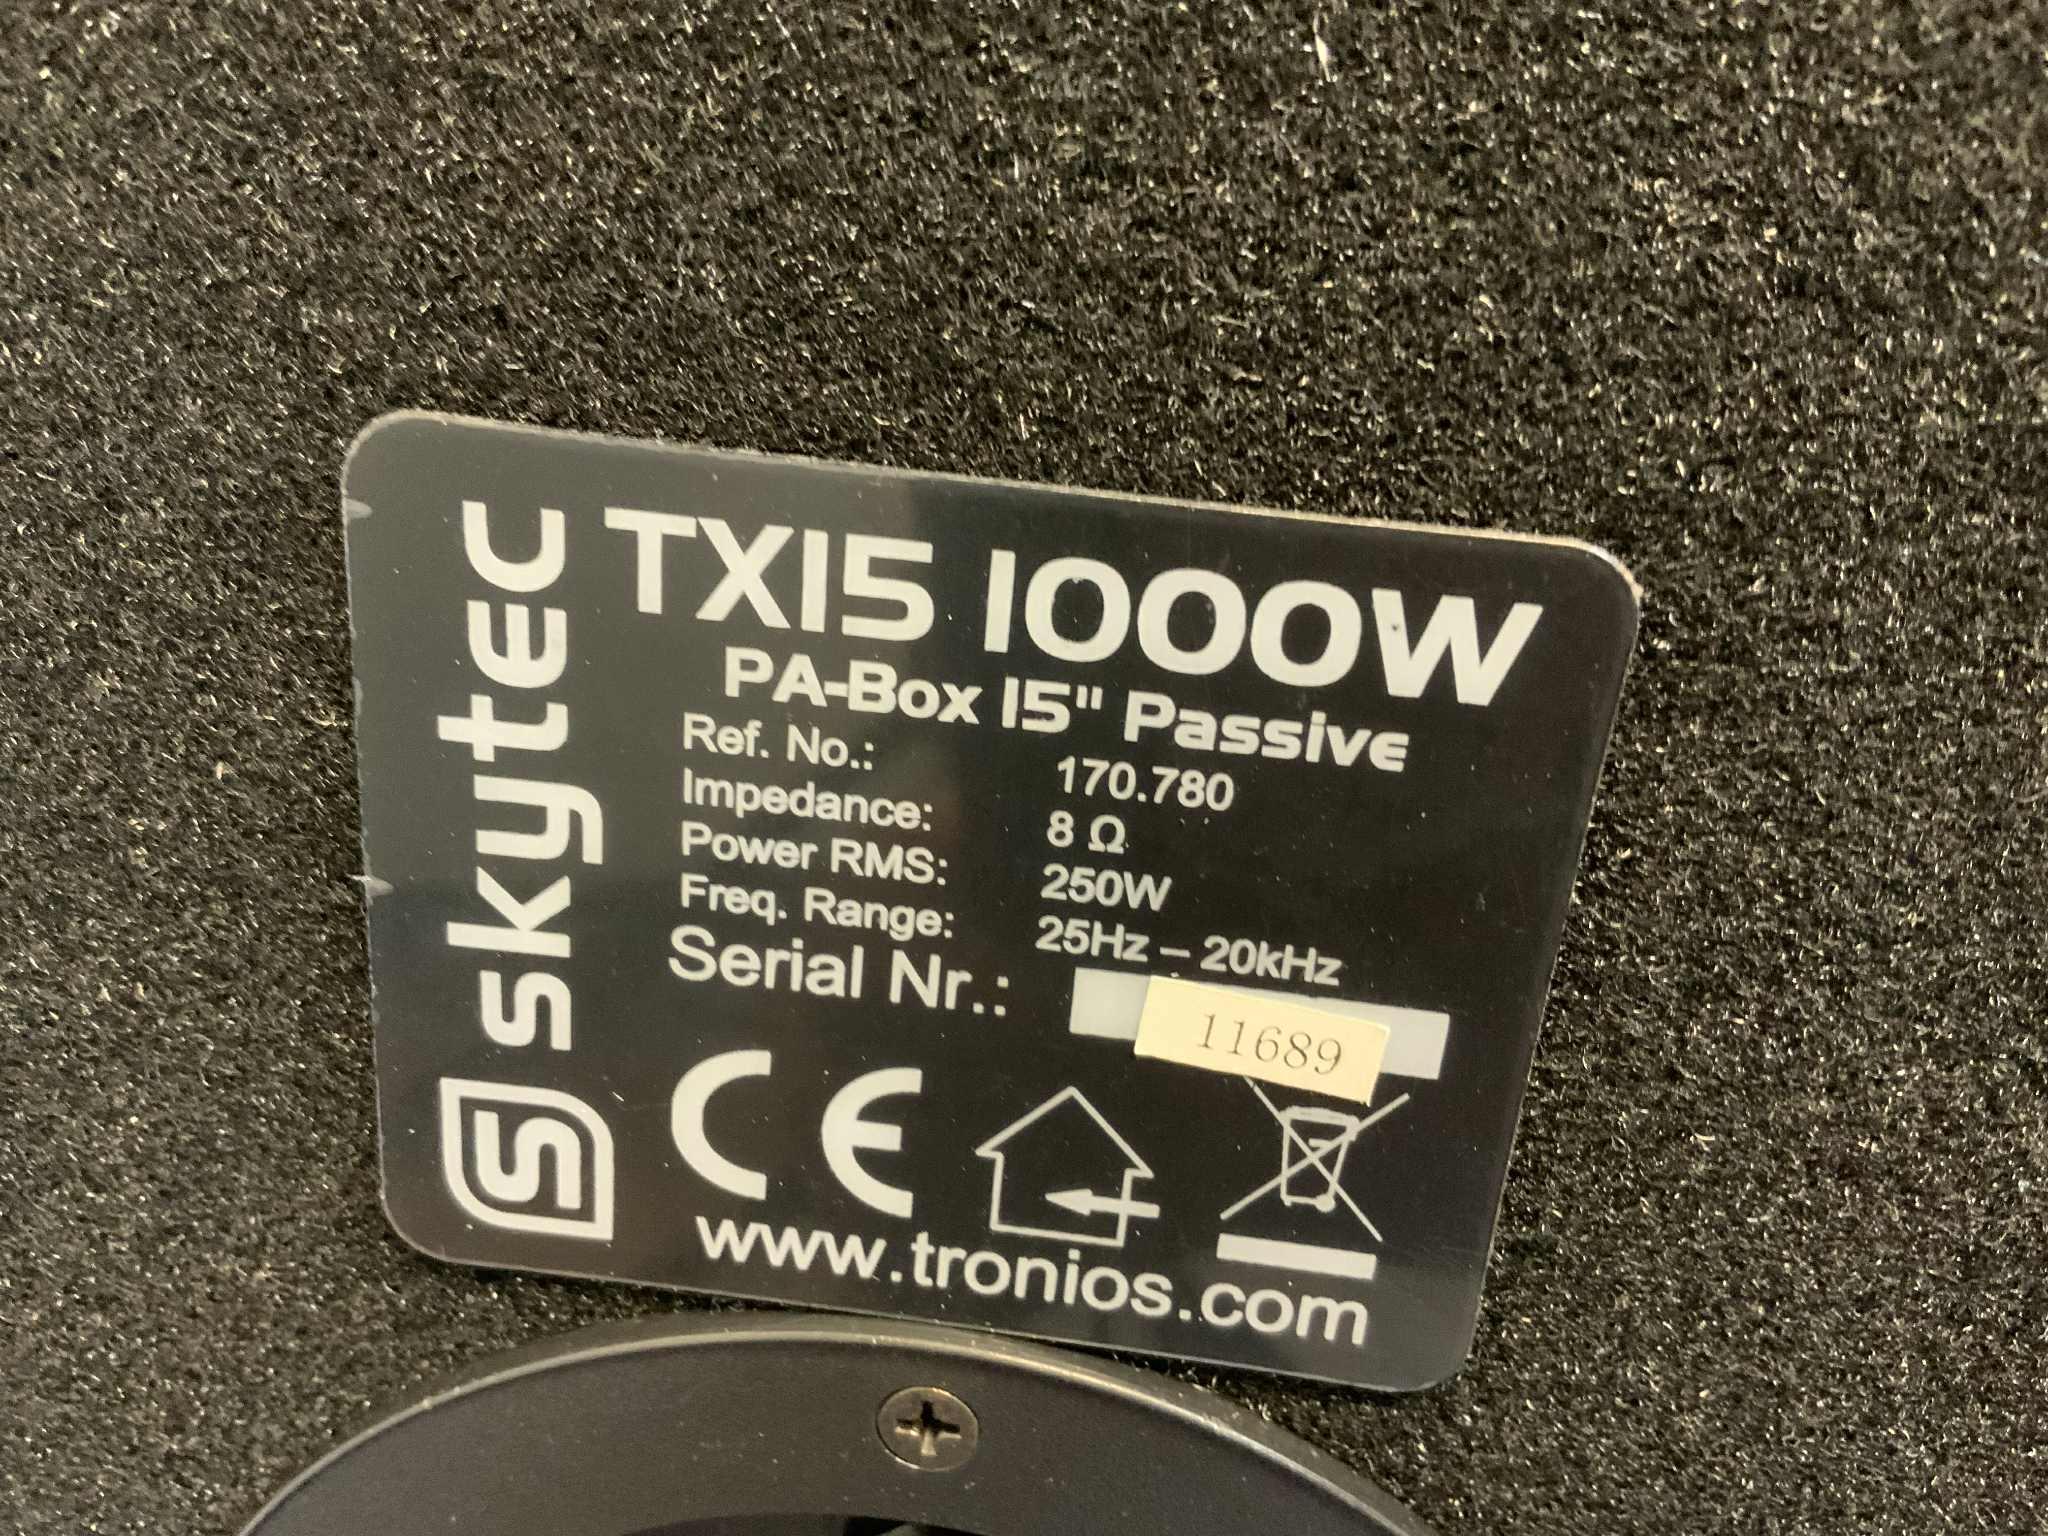 skytec
TX15 1000W
PA-Box 15" Passive
Ref. No.: 170.780
Impedance: 8 Ω
Power RMS: 250W
Freq. Range: 25Hz – 20kHz
Serial Nr.: 11689
CE
www.tronios.com